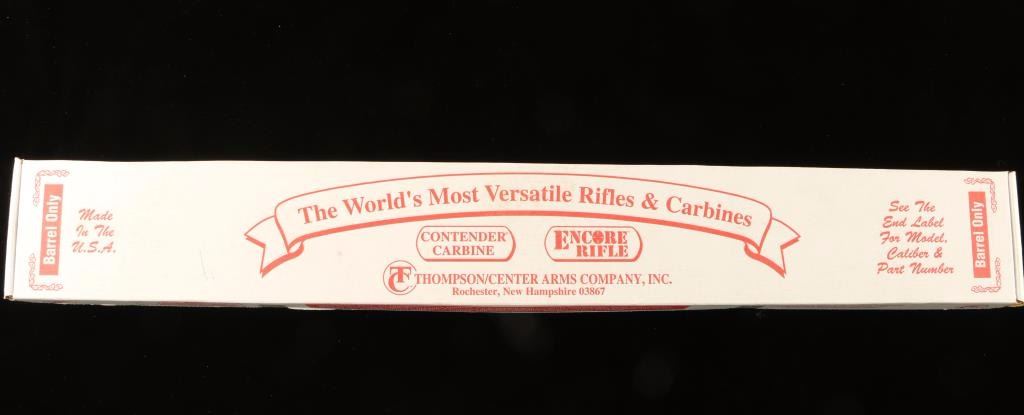 Barrel Only
Made
In The
U.S.A.
The World's Most Versatile Rifles & Carbines
CONTENDER
CARBINE
ENCORE
RIFLE
TC THOMPSON/CENTER ARMS COMPANY, INC.
Rochester, New Hampshire 03867
See The
End Label
For Model,
Caliber &
Part Number
Barrel Only